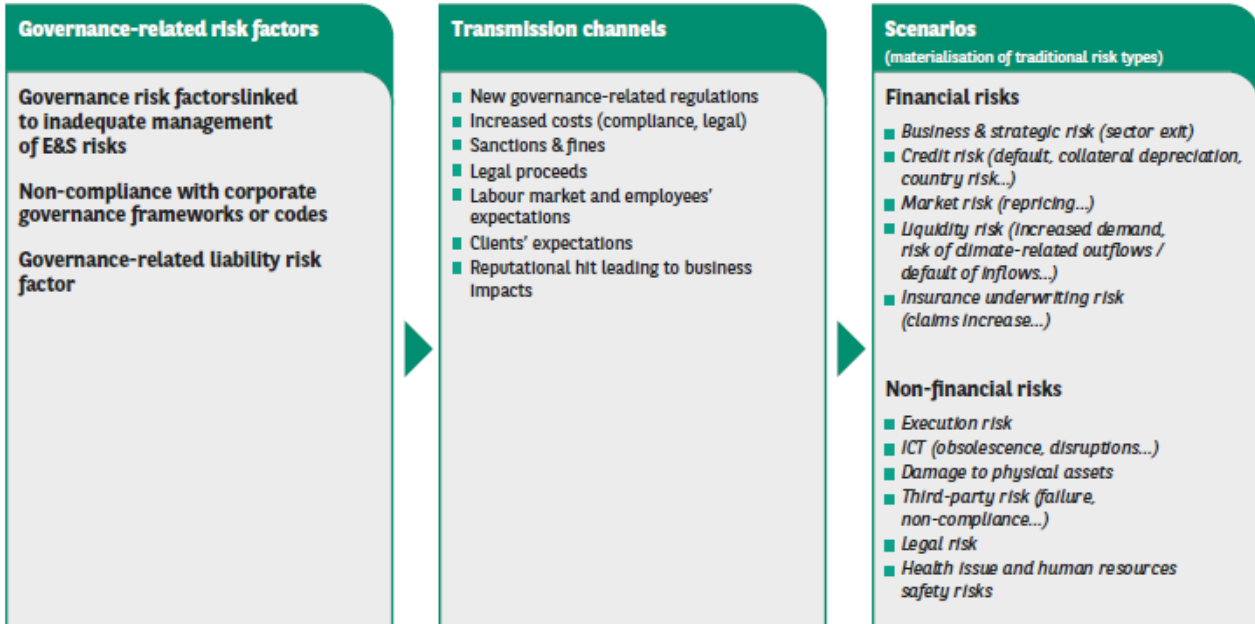 Governance-related risk factors
Governance risk factorslinked
to inadequate management
of E&S risks
Non-compliance with corporate
governance frameworks or codes
Governance-related liability risk
factor
Transmission channels
New governance-related regulations
Increased costs (compliance, legal)
Sanctions & fines
Legal proceeds
Labour market and employees'
expectations
Clients' expectations
Reputational hit leading to business
impacts
Scenarios
(materialisation of traditional risk types)
Financial risks
Business & strategic risk (sector exit)
Credit risk (default, collateral depreciation,
country risk...)
Market risk (repricing...)
Liquidity risk (increased demand,
risk of climate-related outflows /
default of inflows...)
Insurance underwriting risk
(claims increase...)
Non-financial risks
Execution risk
ICT (obsolescence, disruptions...)
Damage to physical assets
Third-party risk (failure,
non-compliance...)
Legal risk
Health issue and human resources
safety risks